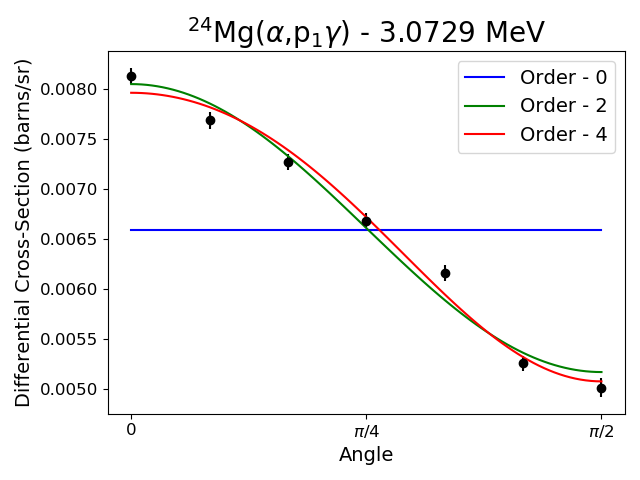 ²⁴Mg(α,p₁γ) - 3.0729 MeV
Differential Cross-Section (barns/sr)
0.0080
0.0075
0.0070
0.0065
0.0060
0.0055
0.0050
Order - 0
Order - 2
Order - 4
0 π/4 π/2
Angle